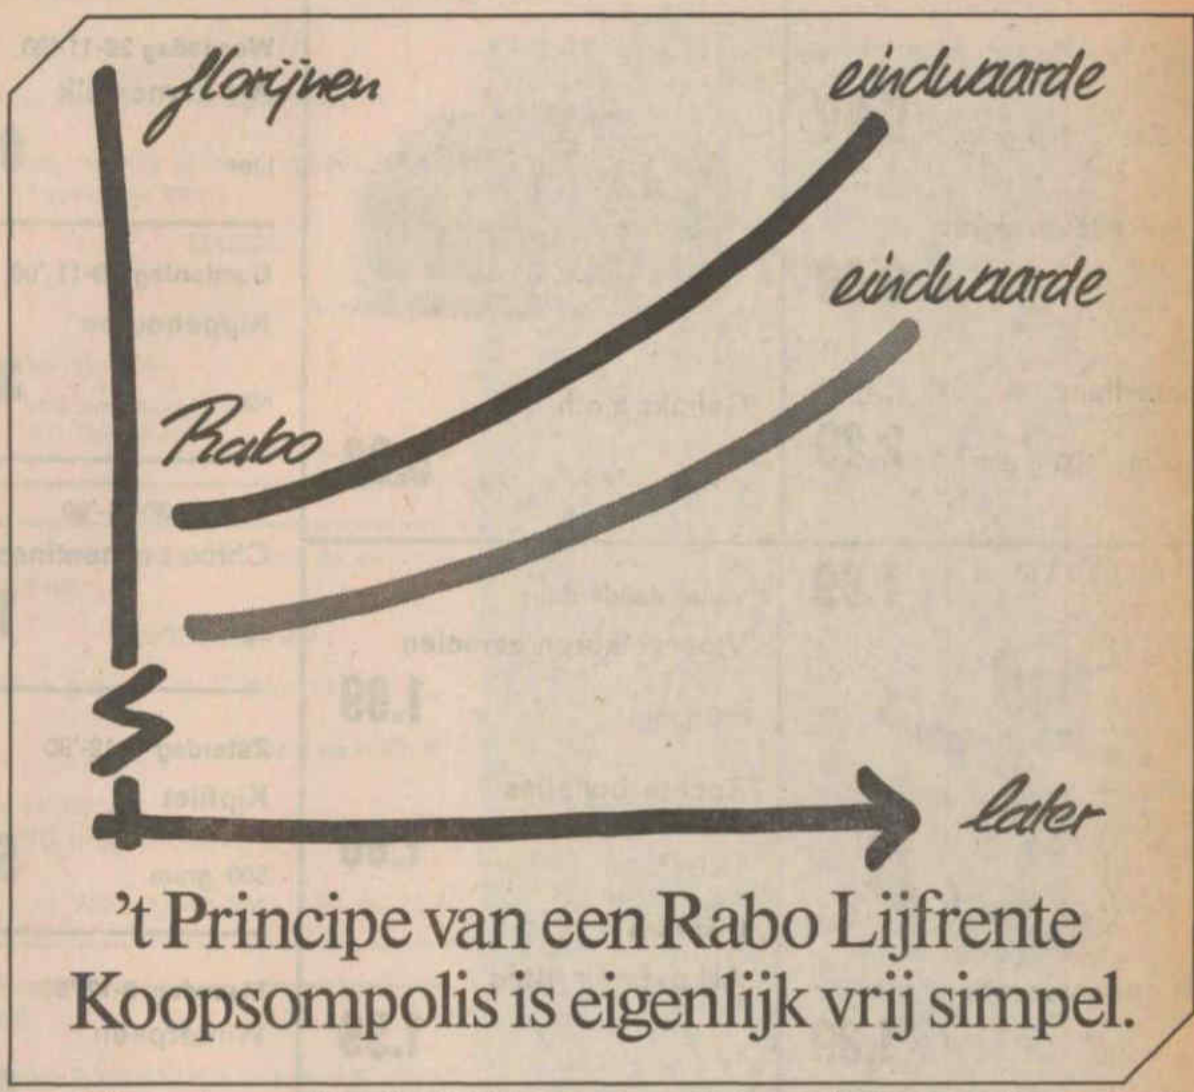 florijnen
eindwaarde
eindwaarde
Rabo
later
't Principe van een Rabo Lijfrente
Koopsompolis is eigenlijk vrij simpel.